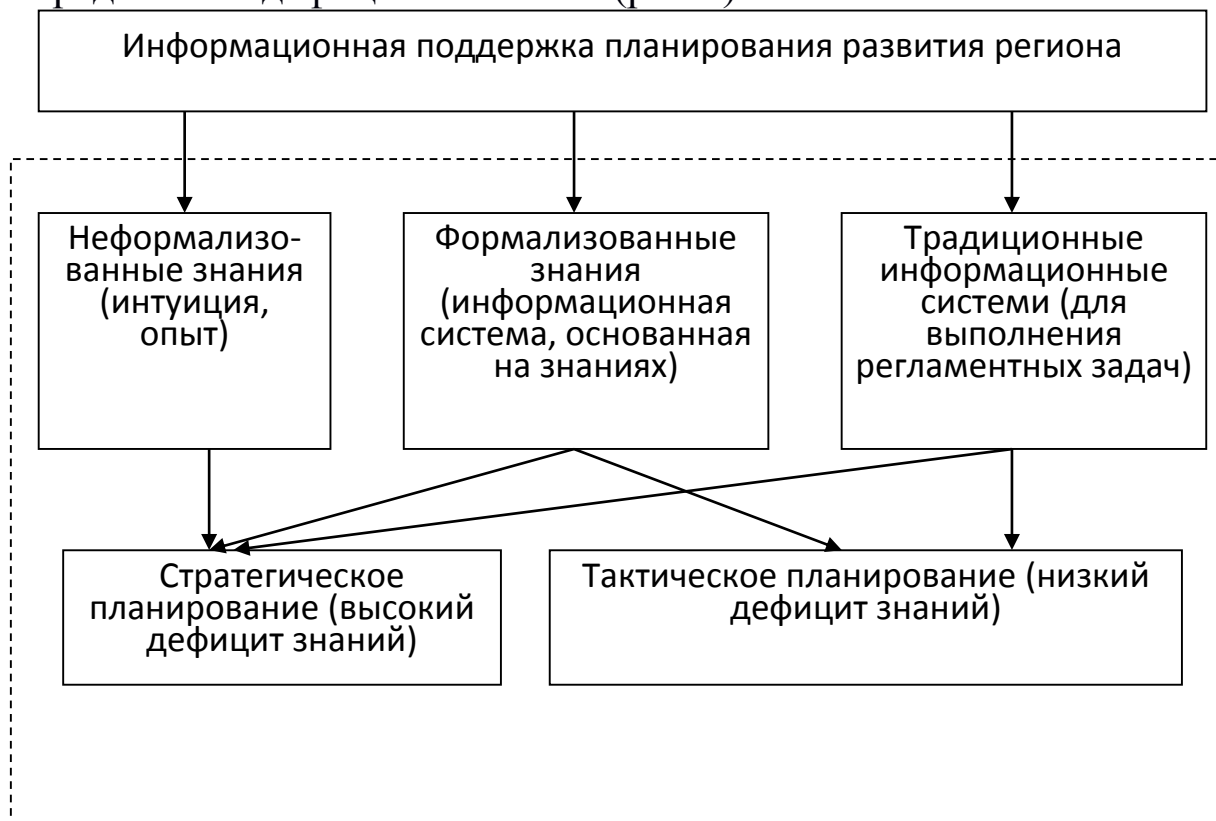 Информационная поддержка планирования развития региона
Неформализо-
ванные знания
(интуиция,
опыт)
Формализованные
знания
(информационная
система, основанная
на знаниях)
Традиционные
информационные
системи (для
выполнения
регламентных задач)
Стратегическое
планирование (высокий
дефицит знаний)
Тактическое планирование (низкий
дефицит знаний)